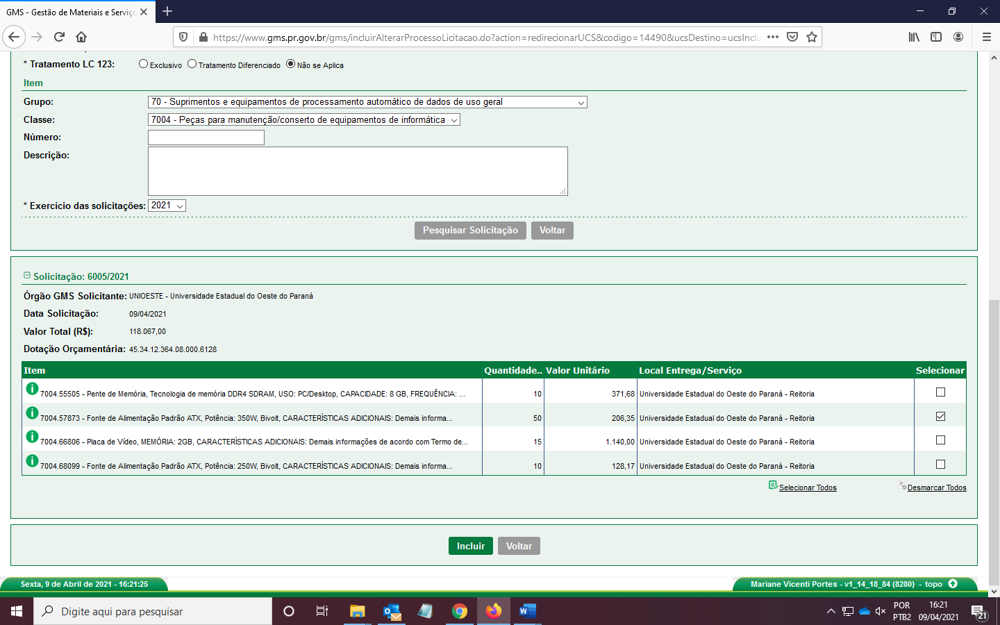 GMS - Gestão de Materiais e Serviço
https://www.gms.pr.gov.br/gms/incluirAlterarProcessoLicitacao.do?action=redirecionarUCS&codigo=14490&ucsDestino=ucsInclu
* Tratamento LC 123: Exclusivo Tratamento Diferenciado Não se Aplica
Item
Grupo: 70 - Suprimentos e equipamentos de processamento automático de dados de uso geral
Classe: 7004 - Peças para manutenção/conserto de equipamentos de informática
Número:
Descrição:
* Exercício das solicitações: 2021
Pesquisar Solicitação Voltar
Solicitação: 6005/2021
Órgão GMS Solicitante: UNIOESTE - Universidade Estadual do Oeste do Paraná
Data Solicitação: 09/04/2021
Valor Total (R$): 118.067,00
Dotação Orçamentária: 45.34.12.364.08.000.6128
Item Quantidade.. Valor Unitário Local Entrega/Serviço Selecionar
7004.55505 - Pente de Memória, Tecnologia de memória DDR4 SDRAM, USO: PC/Desktop, CAPACIDADE: 8 GB, FREQUÊNCIA: ... 10 371,68 Universidade Estadual do Oeste do Paraná - Reitoria
7004.57873 - Fonte de Alimentação Padrão ATX, Potência: 350W, Bivolt, CARACTERÍSTICAS ADICIONAIS: Demais informa... 50 206,35 Universidade Estadual do Oeste do Paraná - Reitoria
7004.66806 - Placa de Vídeo, MEMÓRIA: 2GB, CARACTERÍSTICAS ADICIONAIS: Demais informações de acordo com Termo de... 15 1.140,00 Universidade Estadual do Oeste do Paraná - Reitoria
7004.68099 - Fonte de Alimentação Padrão ATX, Potência: 250W, Bivolt, CARACTERÍSTICAS ADICIONAIS: Demais informa... 10 128,17 Universidade Estadual do Oeste do Paraná - Reitoria
Selecionar Todos Desmarcar Todos
Incluir Voltar
Sexta, 9 de Abril de 2021 - 16:21:25 Mariane Vicenti Portes - v1_14_18_84 (8280) - topo
Digite aqui para pesquisar
POR 16:21
PTB2 09/04/2021 21